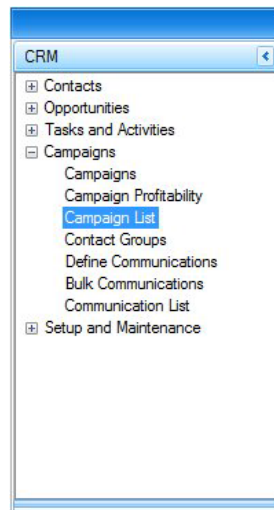 CRM
Contacts
Opportunities
Tasks and Activities
Campaigns
Campaigns
Campaign Profitability
Campaign List
Contact Groups
Define Communications
Bulk Communications
Communication List
Setup and Maintenance